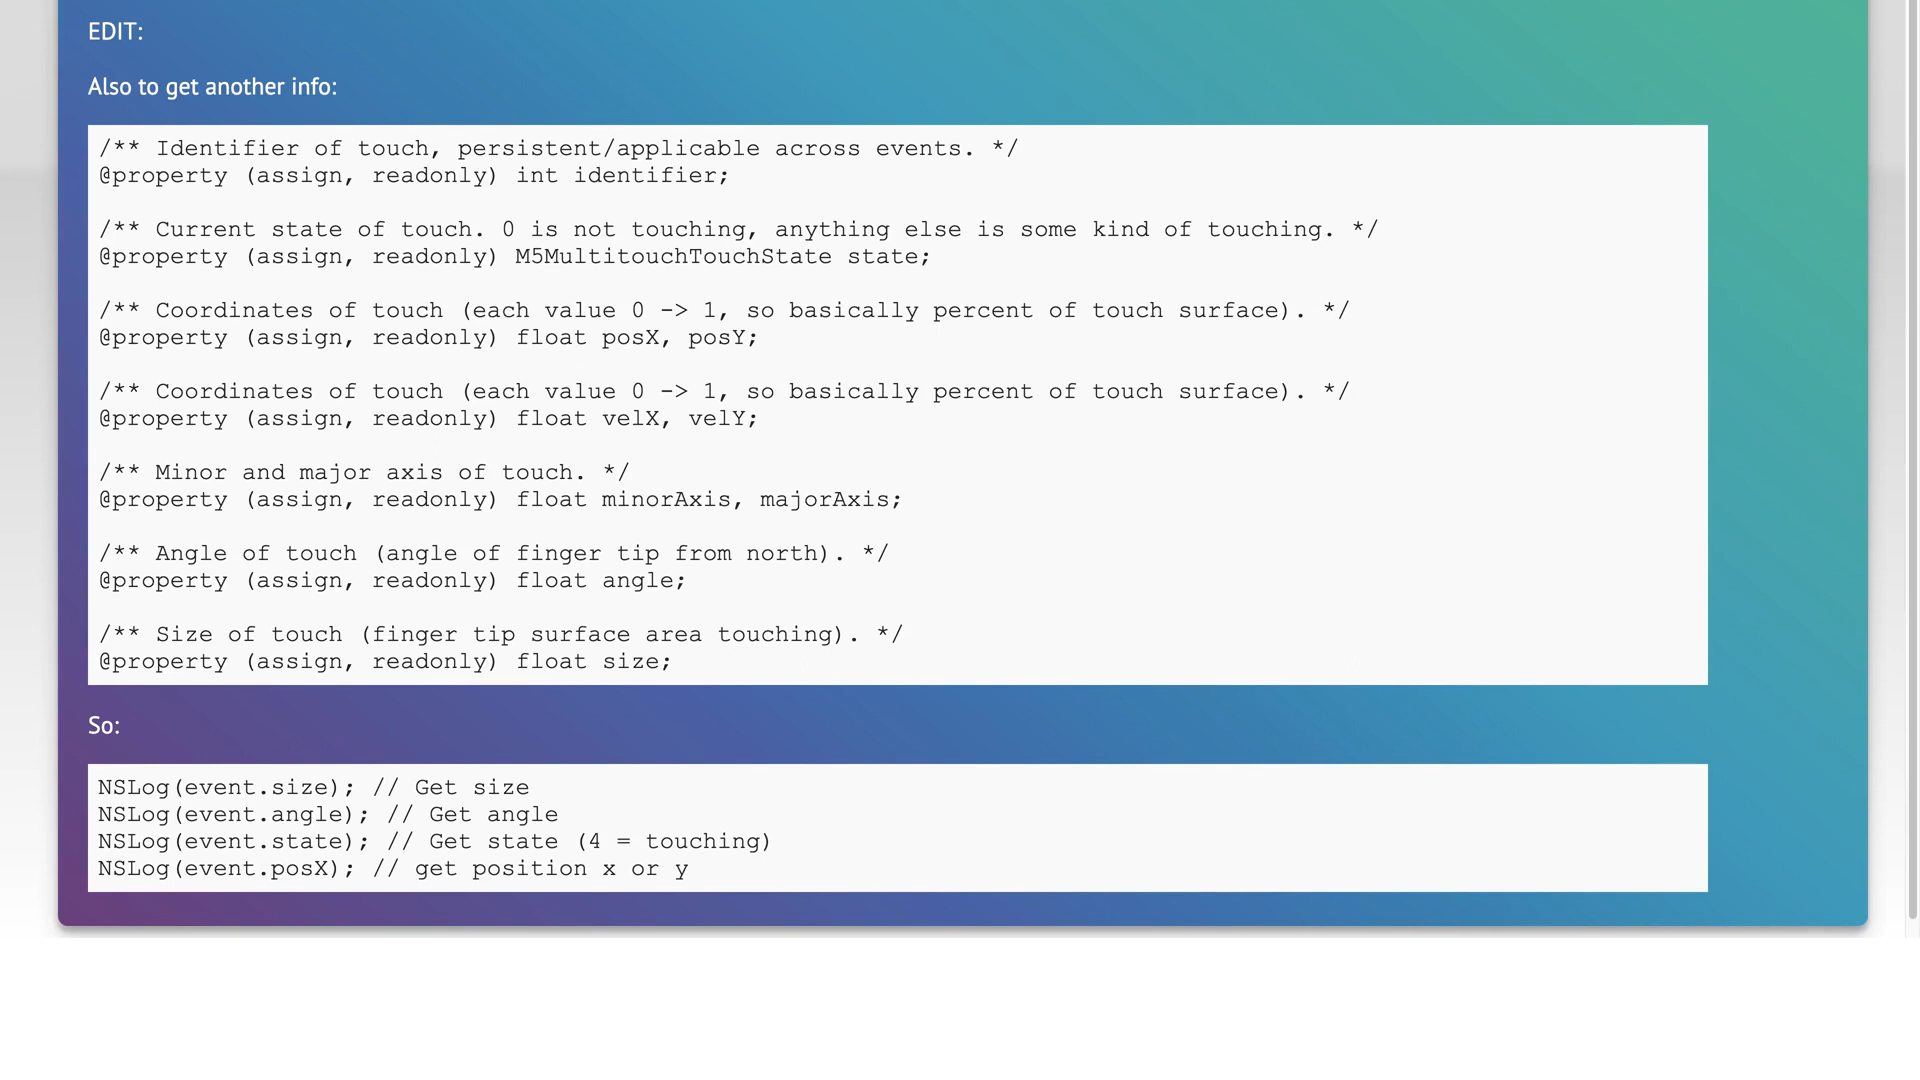 EDIT:
Also to get another info:
/** Identifier of touch, persistent/applicable across events. */
@property (assign, readonly) int identifier;
/** Current state of touch. 0 is not touching, anything else is some kind of touching. */
@property (assign, readonly) M5MultitouchTouchState state;
/** Coordinates of touch (each value 0 -> 1, so basically percent of touch surface). */
@property (assign, readonly) float posX, posY;
/** Coordinates of touch (each value 0 -> 1, so basically percent of touch surface). */
@property (assign, readonly) float velX, velY;
/** Minor and major axis of touch. */
@property (assign, readonly) float minorAxis, majorAxis;
/** Angle of touch (angle of finger tip from north). */
@property (assign, readonly) float angle;
/** Size of touch (finger tip surface area touching). */
@property (assign, readonly) float size;
So:
NSLog(event.size); // Get size
NSLog(event.angle); // Get angle
NSLog(event.state); // Get state (4 = touching)
NSLog(event.posX); // get position x or y